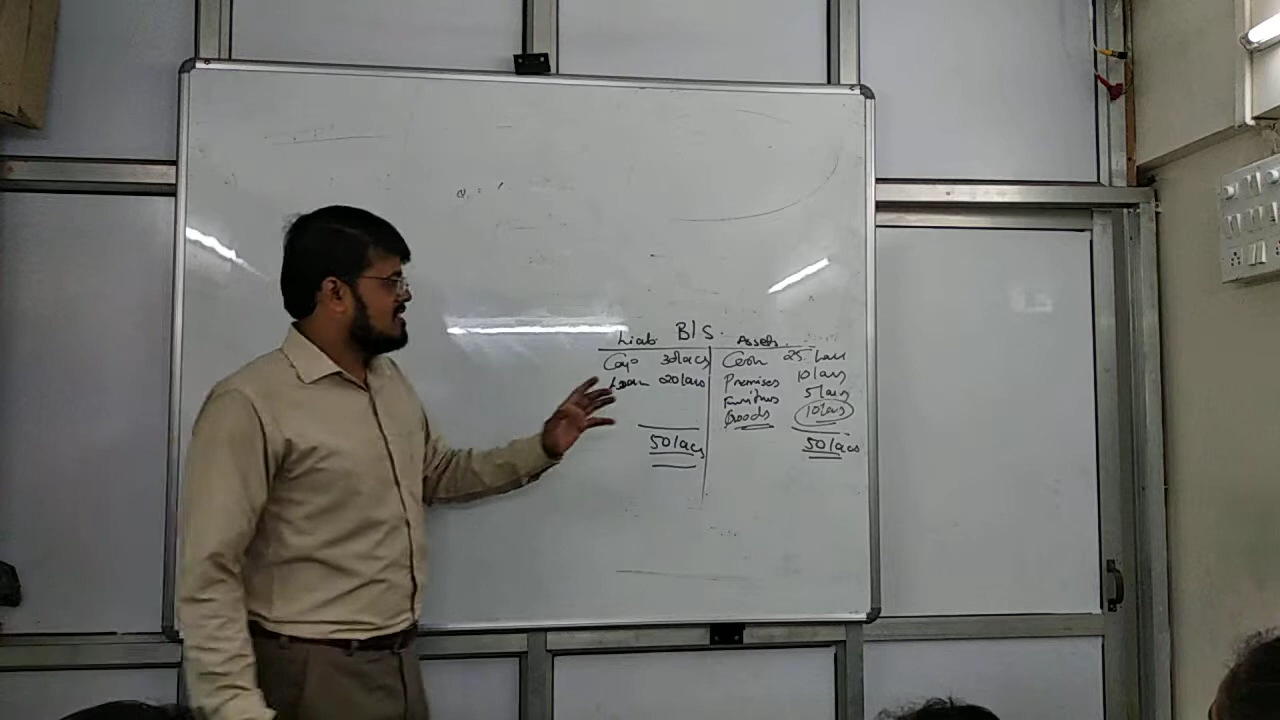 Liab B/S. Assets
Cap 30lacs Cash 25 lacs
Loan 20lacs Premises 10lacs
Furniture 5lacs
Goods 10lacs
50lacs 50lacs